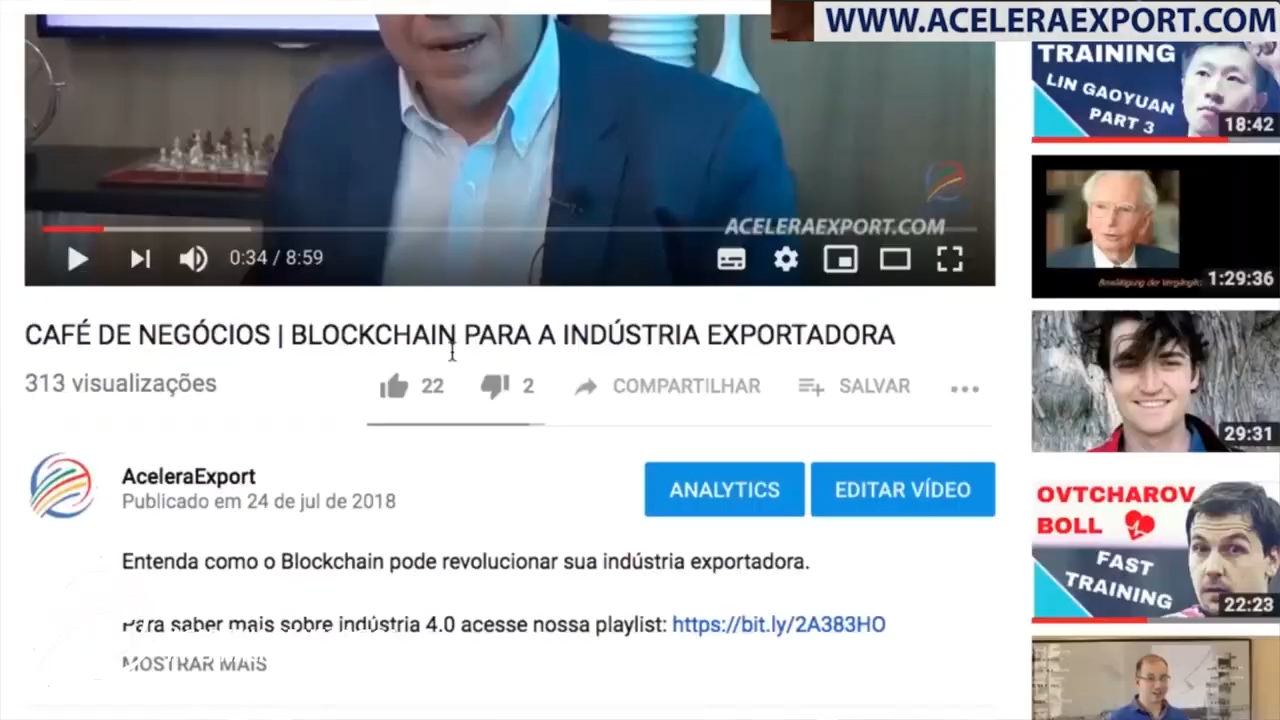 WWW.ACELERAEXPORT.COM
ACELERAEXPORT.COM
0:34 / 8:59
CAFÉ DE NEGÓCIOS | BLOCKCHAIN PARA A INDÚSTRIA EXPORTADORA
313 visualizações
22
2
COMPARTILHAR
SALVAR
AceleraExport
Publicado em 24 de jul de 2018
ANALYTICS
EDITAR VÍDEO
Entenda como o Blockchain pode revolucionar sua indústria exportadora.
Para saber mais sobre indústria 4.0 acesse nossa playlist: https://bit.ly/2A383HO
MOSTRAR MAIS
TRAINING
LIN GAOYUAN
PART 3
18:42
1:29:36
29:31
OVTCHAROV
BOLL
FAST
TRAINING
22:23